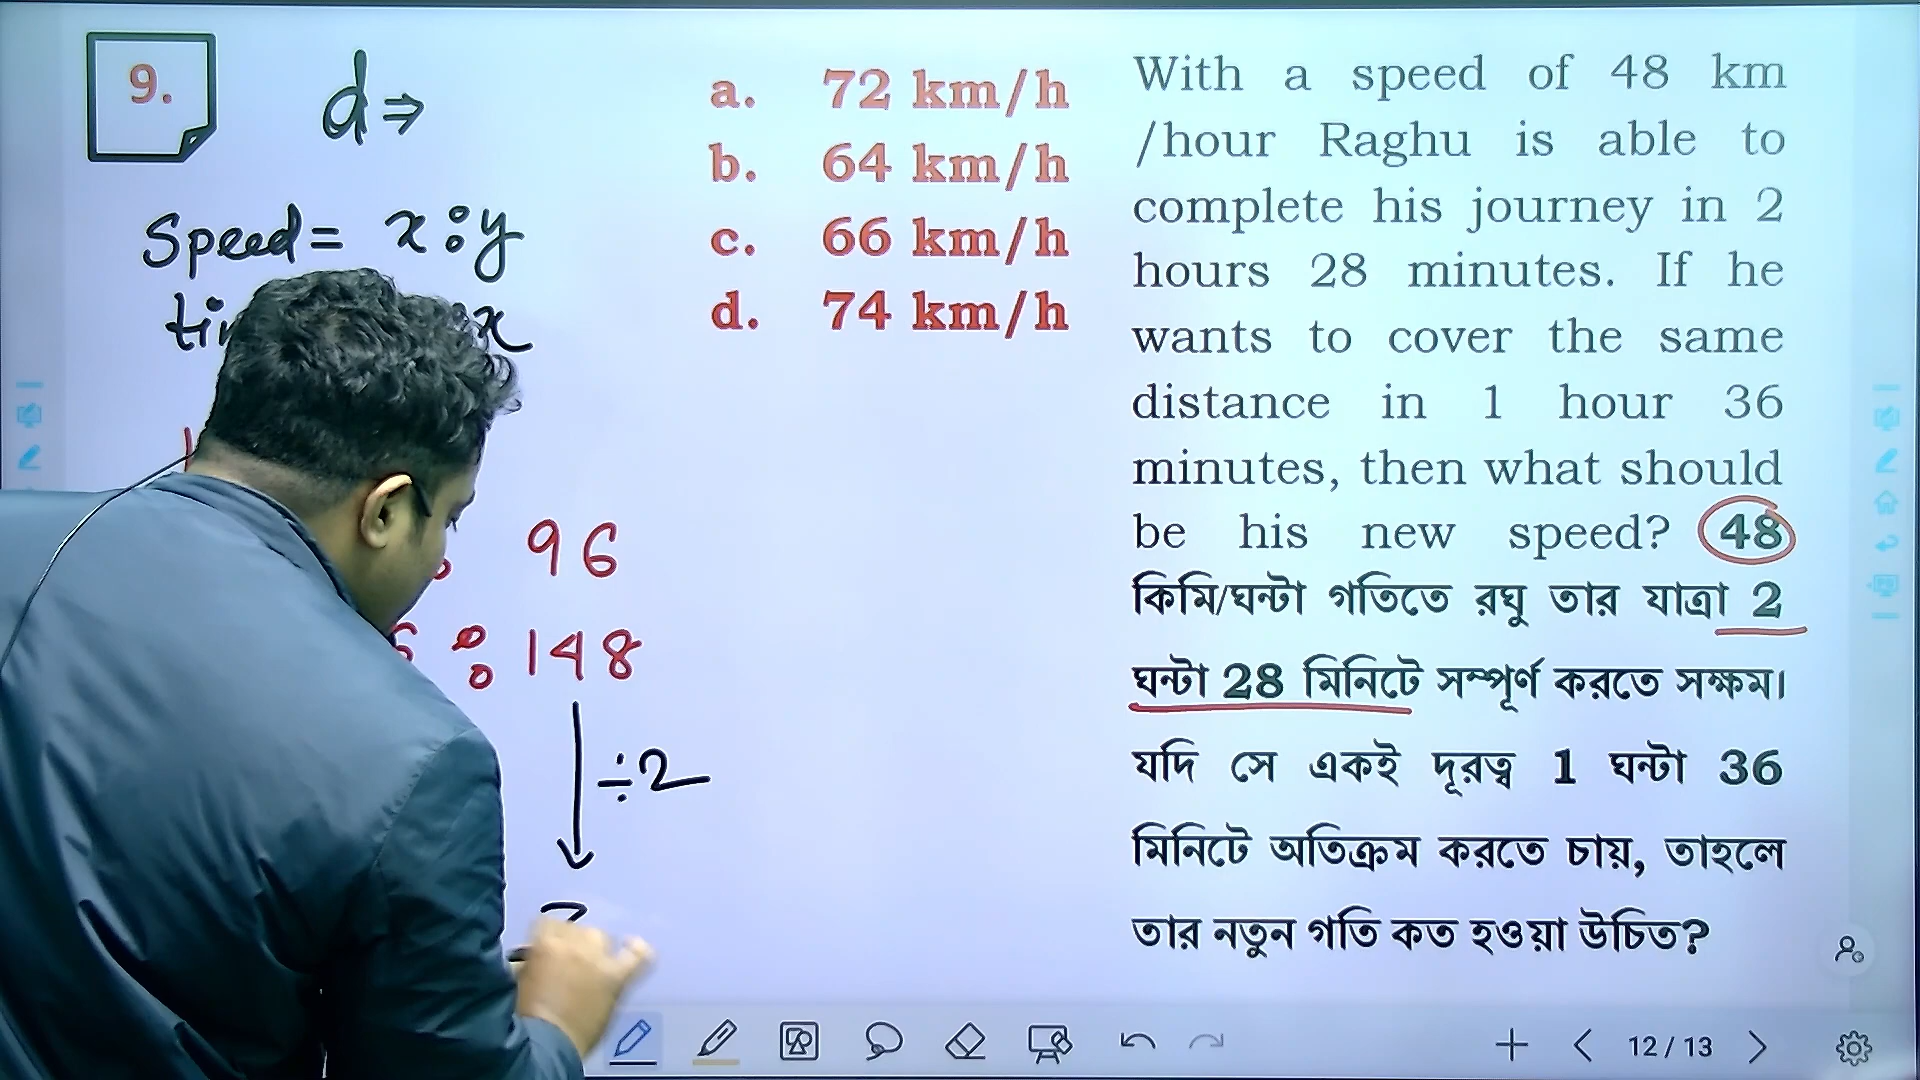 9.
d⇒
Speed = x : y
x
96
: 148
÷2
a. 72 km/h
b. 64 km/h
c. 66 km/h
d. 74 km/h
With a speed of 48 km
/hour Raghu is able to
complete his journey in 2
hours 28 minutes. If he
wants to cover the same
distance in 1 hour 36
minutes, then what should
be his new speed? 48
কিমি/ঘন্টা গতিতে রঘু তার যাত্রা 2
ঘন্টা 28 মিনিটে সম্পূর্ণ করতে সক্ষম।
যদি সে একই দূরত্ব 1 ঘন্টা 36
মিনিটে অতিক্রম করতে চায়, তাহলে
তার নতুন গতি কত হওয়া উচিত?
12 / 13